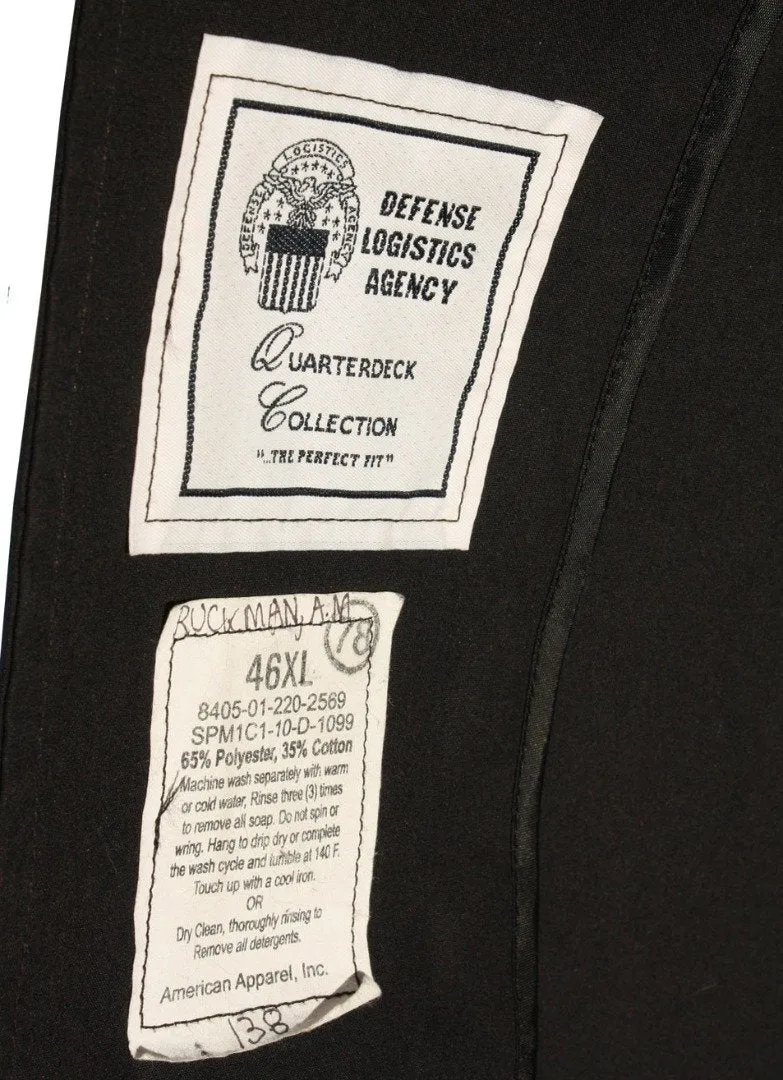 DEFENSE LOGISTICS AGENCY
DEFENSE
LOGISTICS
AGENCY
QUARTERDECK
COLLECTION
"...THE PERFECT FIT"
RUCKMAN, A.M
78
46XL
8405-01-220-2569
SPM1C1-10-D-1099
65% Polyester, 35% Cotton
Machine wash separately with warm
or cold water, Rinse three (3) times
to remove all soap. Do not spin or
wring. Hang to drip dry or complete
the wash cycle and tumble at 140 F.
Touch up with a cool iron.
OR
Dry Clean, thoroughly rinsing to
Remove all detergents.
American Apparel, Inc.
138